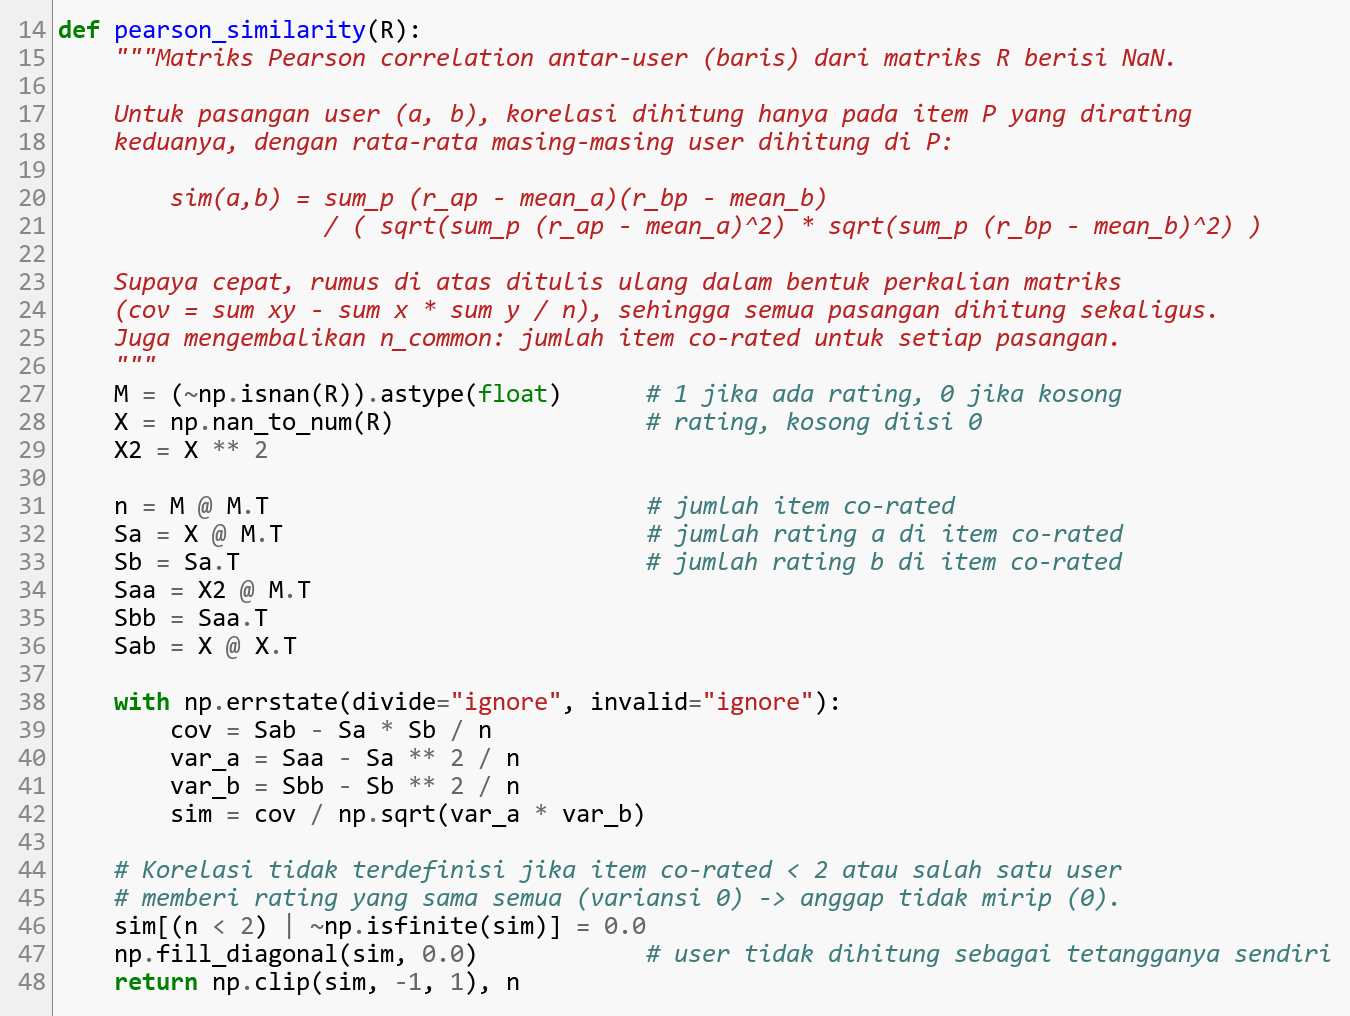 14 def pearson_similarity(R):
15     """Matriks Pearson correlation antar-user (baris) dari matriks R berisi NaN.
16
17     Untuk pasangan user (a, b), korelasi dihitung hanya pada item P yang dirating
18     keduanya, dengan rata-rata masing-masing user dihitung di P:
19
20         sim(a,b) = sum_p (r_ap - mean_a)(r_bp - mean_b)
21                    / ( sqrt(sum_p (r_ap - mean_a)^2) * sqrt(sum_p (r_bp - mean_b)^2) )
22
23     Supaya cepat, rumus di atas ditulis ulang dalam bentuk perkalian matriks
24     (cov = sum xy - sum x * sum y / n), sehingga semua pasangan dihitung sekaligus.
25     Juga mengembalikan n_common: jumlah item co-rated untuk setiap pasangan.
26     """
27     M = (~np.isnan(R)).astype(float)      # 1 jika ada rating, 0 jika kosong
28     X = np.nan_to_num(R)                  # rating, kosong diisi 0
29     X2 = X ** 2
30
31     n = M @ M.T                           # jumlah item co-rated
32     Sa = X @ M.T                          # jumlah rating a di item co-rated
33     Sb = Sa.T                             # jumlah rating b di item co-rated
34     Saa = X2 @ M.T
35     Sbb = Saa.T
36     Sab = X @ X.T
37
38     with np.errstate(divide="ignore", invalid="ignore"):
39         cov = Sab - Sa * Sb / n
40         var_a = Saa - Sa ** 2 / n
41         var_b = Sbb - Sb ** 2 / n
42         sim = cov / np.sqrt(var_a * var_b)
43
44     # Korelasi tidak terdefinisi jika item co-rated < 2 atau salah satu user
45     # memberi rating yang sama semua (variansi 0) -> anggap tidak mirip (0).
46     sim[(n < 2) | ~np.isfinite(sim)] = 0.0
47     np.fill_diagonal(sim, 0.0)            # user tidak dihitung sebagai tetangganya sendiri
48     return np.clip(sim, -1, 1), n